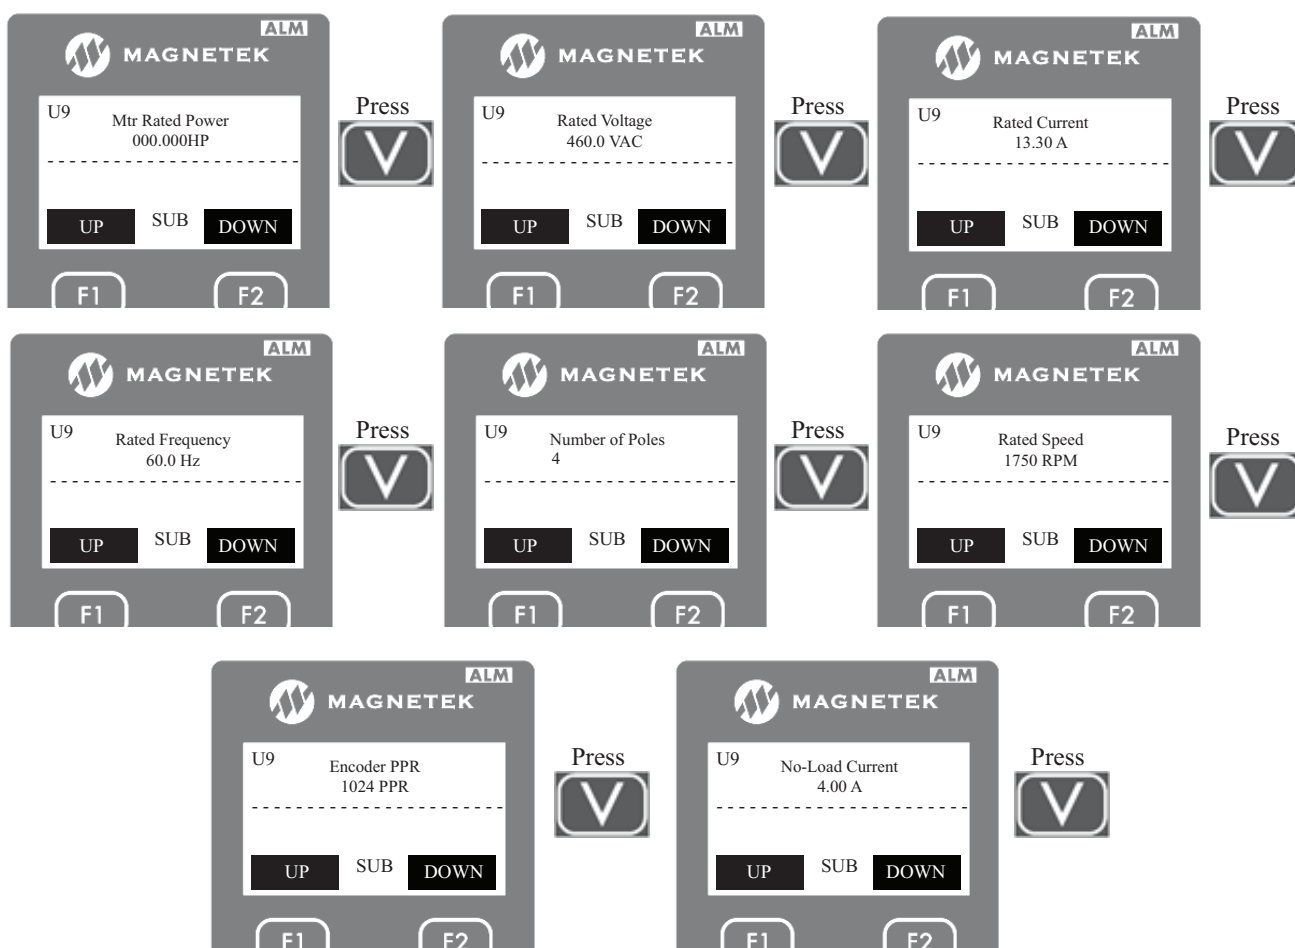 ALM
MAGNETEK
U9
Mtr Rated Power
000.000HP
UP SUB DOWN
F1 F2
Press
V
ALM
MAGNETEK
U9
Rated Voltage
460.0 VAC
UP SUB DOWN
F1 F2
Press
V
ALM
MAGNETEK
U9
Rated Current
13.30 A
UP SUB DOWN
F1 F2
Press
V
ALM
MAGNETEK
U9
Rated Frequency
60.0 Hz
UP SUB DOWN
F1 F2
Press
V
ALM
MAGNETEK
U9
Number of Poles
4
UP SUB DOWN
F1 F2
Press
V
ALM
MAGNETEK
U9
Rated Speed
1750 RPM
UP SUB DOWN
F1 F2
Press
V
ALM
MAGNETEK
U9
Encoder PPR
1024 PPR
UP SUB DOWN
F1 F2
Press
V
ALM
MAGNETEK
U9
No-Load Current
4.00 A
UP SUB DOWN
F1 F2
Press
V